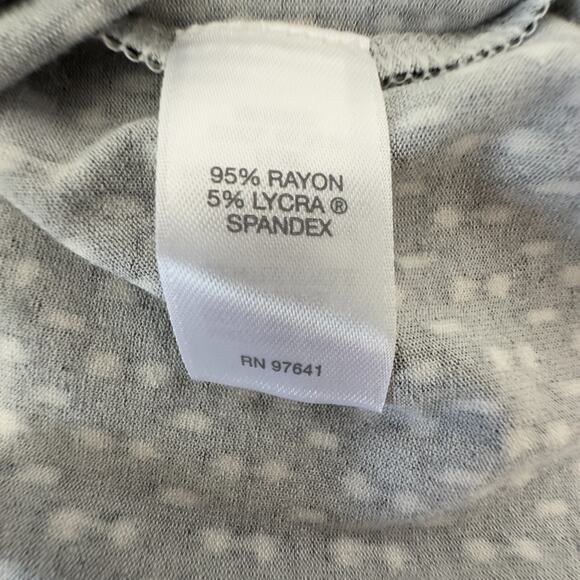 95% RAYON
5% LYCRA ®
SPANDEX
RN 97641